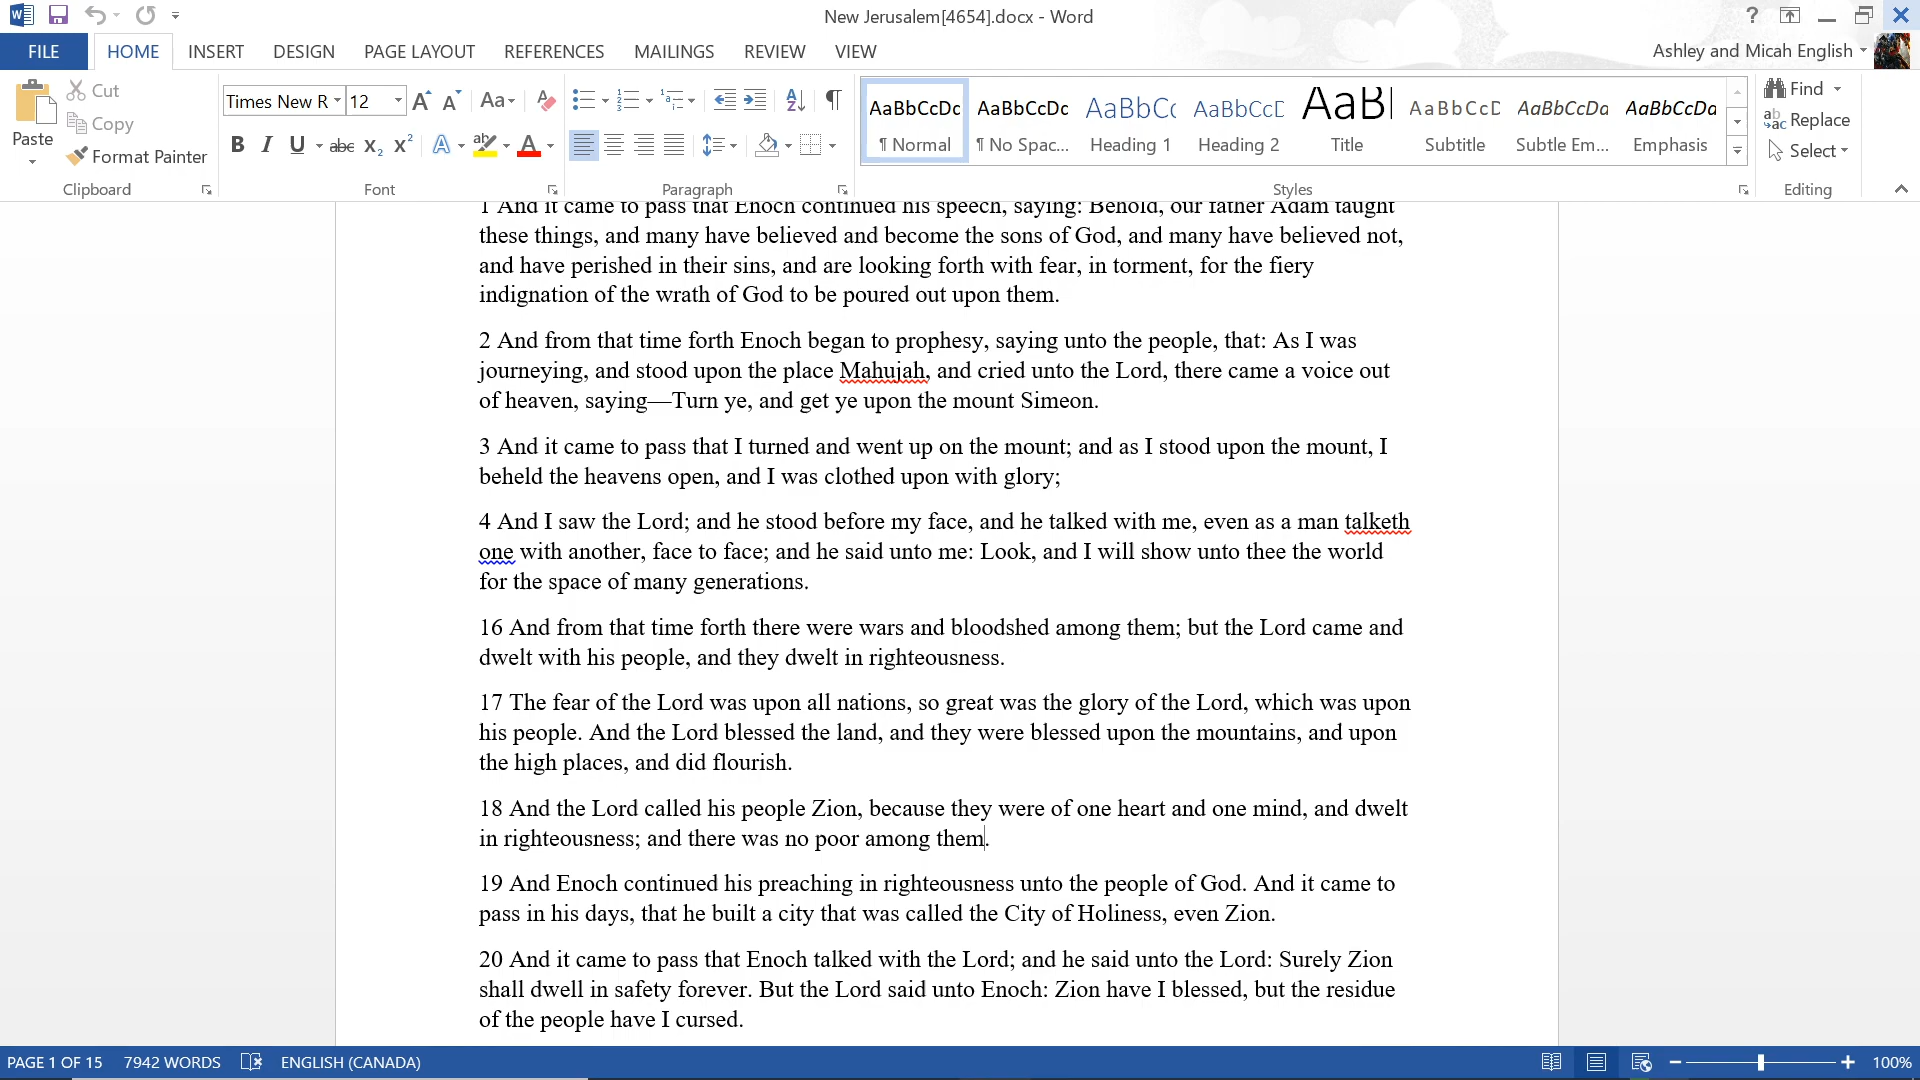 New Jerusalem[4654].docx - Word
?
FILE HOME INSERT DESIGN PAGE LAYOUT REFERENCES MAILINGS REVIEW VIEW
Ashley and Micah English
Paste
Cut
Copy
Format Painter
Clipboard
Times New R 12
Font
Paragraph
AaBbCcDc AaBbCcDc AaBbCc AaBbCcD AaBl AaBbCcD AaBbCcDa AaBbCcDa
¶ Normal ¶ No Spac... Heading 1 Heading 2 Title Subtitle Subtle Em... Emphasis
Styles
Find
Replace
Select
Editing
1 And it came to pass that Enoch continued his speech, saying: Behold, our father Adam taught
these things, and many have believed and become the sons of God, and many have believed not,
and have perished in their sins, and are looking forth with fear, in torment, for the fiery
indignation of the wrath of God to be poured out upon them.
2 And from that time forth Enoch began to prophesy, saying unto the people, that: As I was
journeying, and stood upon the place Mahujah, and cried unto the Lord, there came a voice out
of heaven, saying—Turn ye, and get ye upon the mount Simeon.
3 And it came to pass that I turned and went up on the mount; and as I stood upon the mount, I
beheld the heavens open, and I was clothed upon with glory;
4 And I saw the Lord; and he stood before my face, and he talked with me, even as a man talketh
one with another, face to face; and he said unto me: Look, and I will show unto thee the world
for the space of many generations.
16 And from that time forth there were wars and bloodshed among them; but the Lord came and
dwelt with his people, and they dwelt in righteousness.
17 The fear of the Lord was upon all nations, so great was the glory of the Lord, which was upon
his people. And the Lord blessed the land, and they were blessed upon the mountains, and upon
the high places, and did flourish.
18 And the Lord called his people Zion, because they were of one heart and one mind, and dwelt
in righteousness; and there was no poor among them.
19 And Enoch continued his preaching in righteousness unto the people of God. And it came to
pass in his days, that he built a city that was called the City of Holiness, even Zion.
20 And it came to pass that Enoch talked with the Lord; and he said unto the Lord: Surely Zion
shall dwell in safety forever. But the Lord said unto Enoch: Zion have I blessed, but the residue
of the people have I cursed.
PAGE 1 OF 15 7942 WORDS ENGLISH (CANADA)
100%